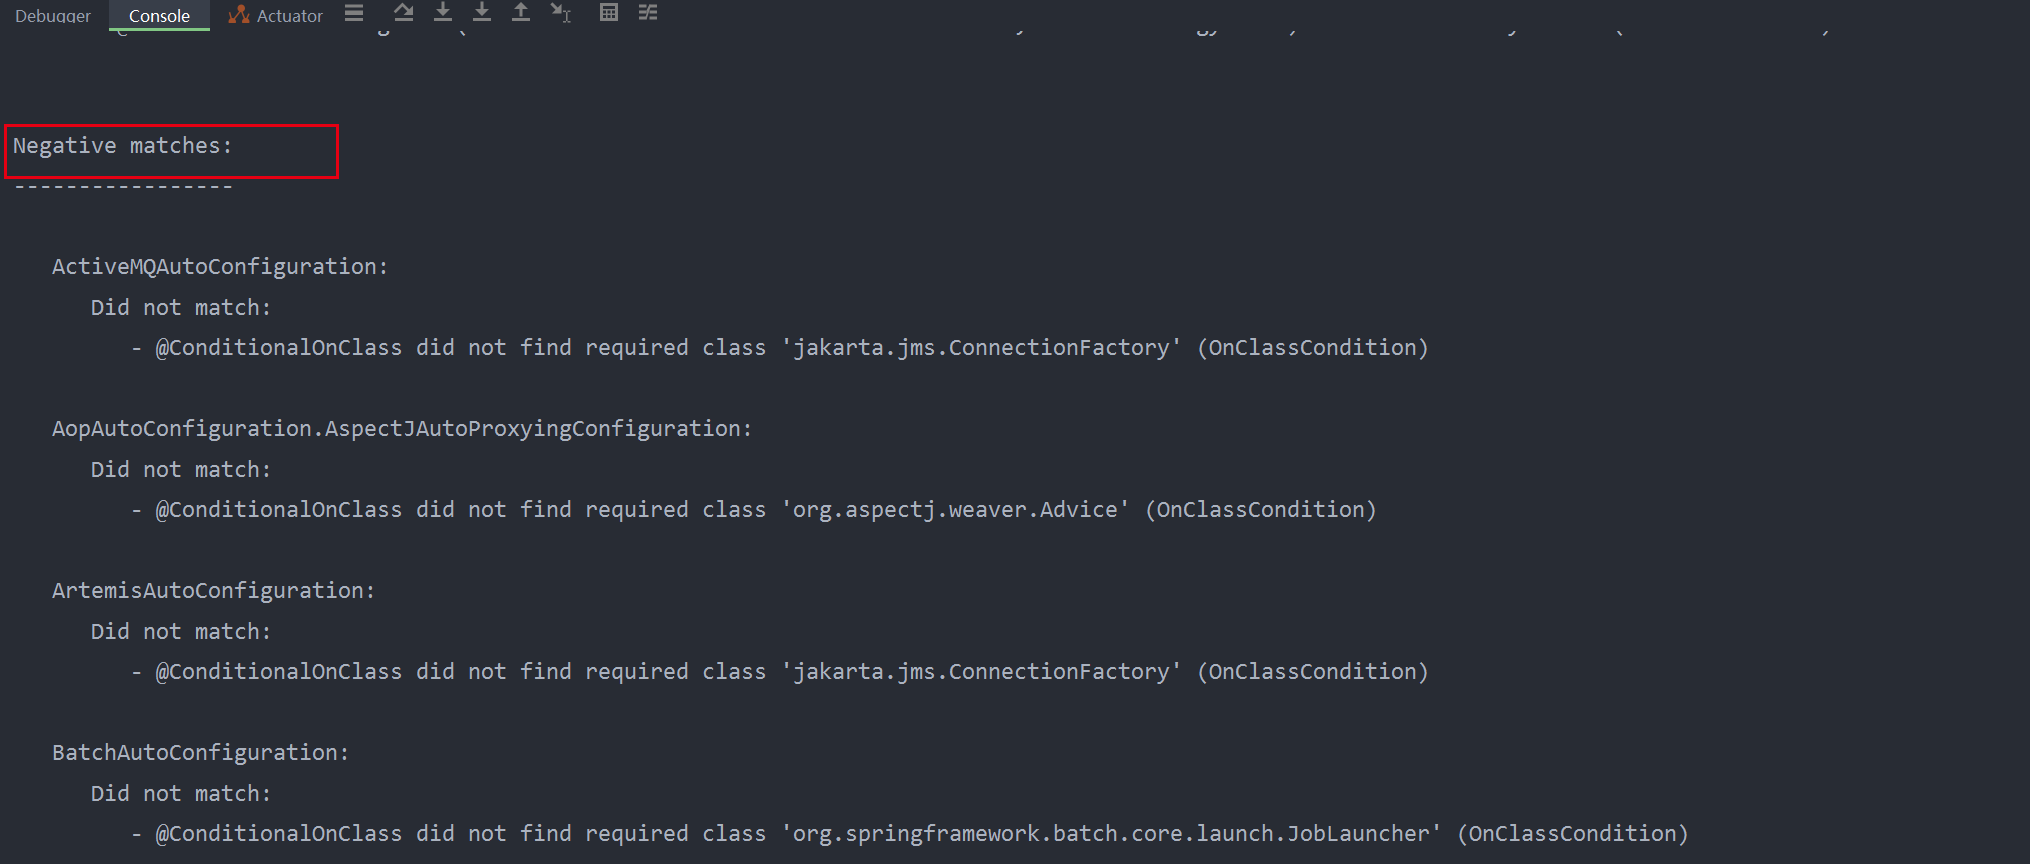 Debugger Console Actuator
Negative matches:
-----------------
ActiveMQAutoConfiguration:
Did not match:
- @ConditionalOnClass did not find required class 'jakarta.jms.ConnectionFactory' (OnClassCondition)
AopAutoConfiguration.AspectJAutoProxyingConfiguration:
Did not match:
- @ConditionalOnClass did not find required class 'org.aspectj.weaver.Advice' (OnClassCondition)
ArtemisAutoConfiguration:
Did not match:
- @ConditionalOnClass did not find required class 'jakarta.jms.ConnectionFactory' (OnClassCondition)
BatchAutoConfiguration:
Did not match:
- @ConditionalOnClass did not find required class 'org.springframework.batch.core.launch.JobLauncher' (OnClassCondition)